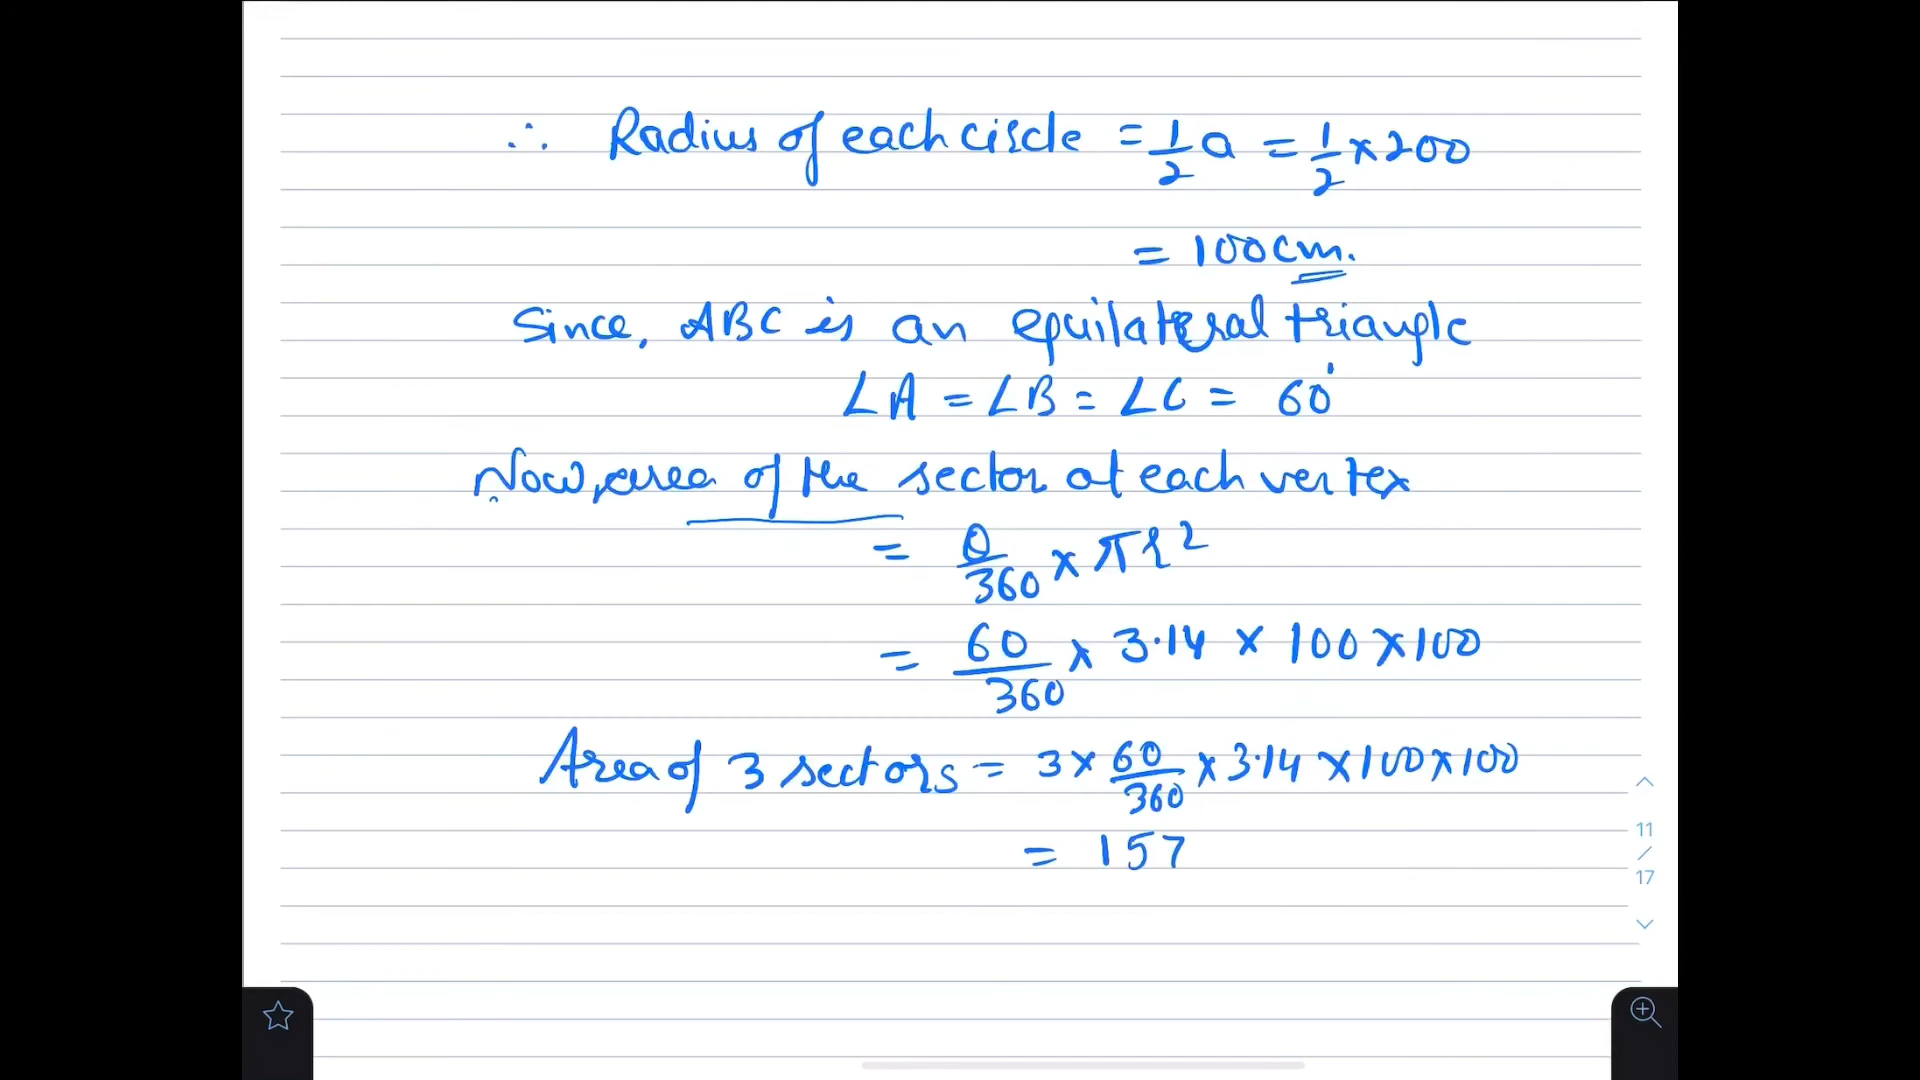 ∴ Radius of each circle = 1/2 a = 1/2 × 200
= 100 cm.
Since, ABC is an equilateral triangle
∠A = ∠B = ∠C = 60°
Now, area of the sector at each vertex
= θ/360 × πr²
= 60/360 × 3.14 × 100 × 100
Area of 3 sectors = 3 × 60/360 × 3.14 × 100 × 100
= 157
11
/
17